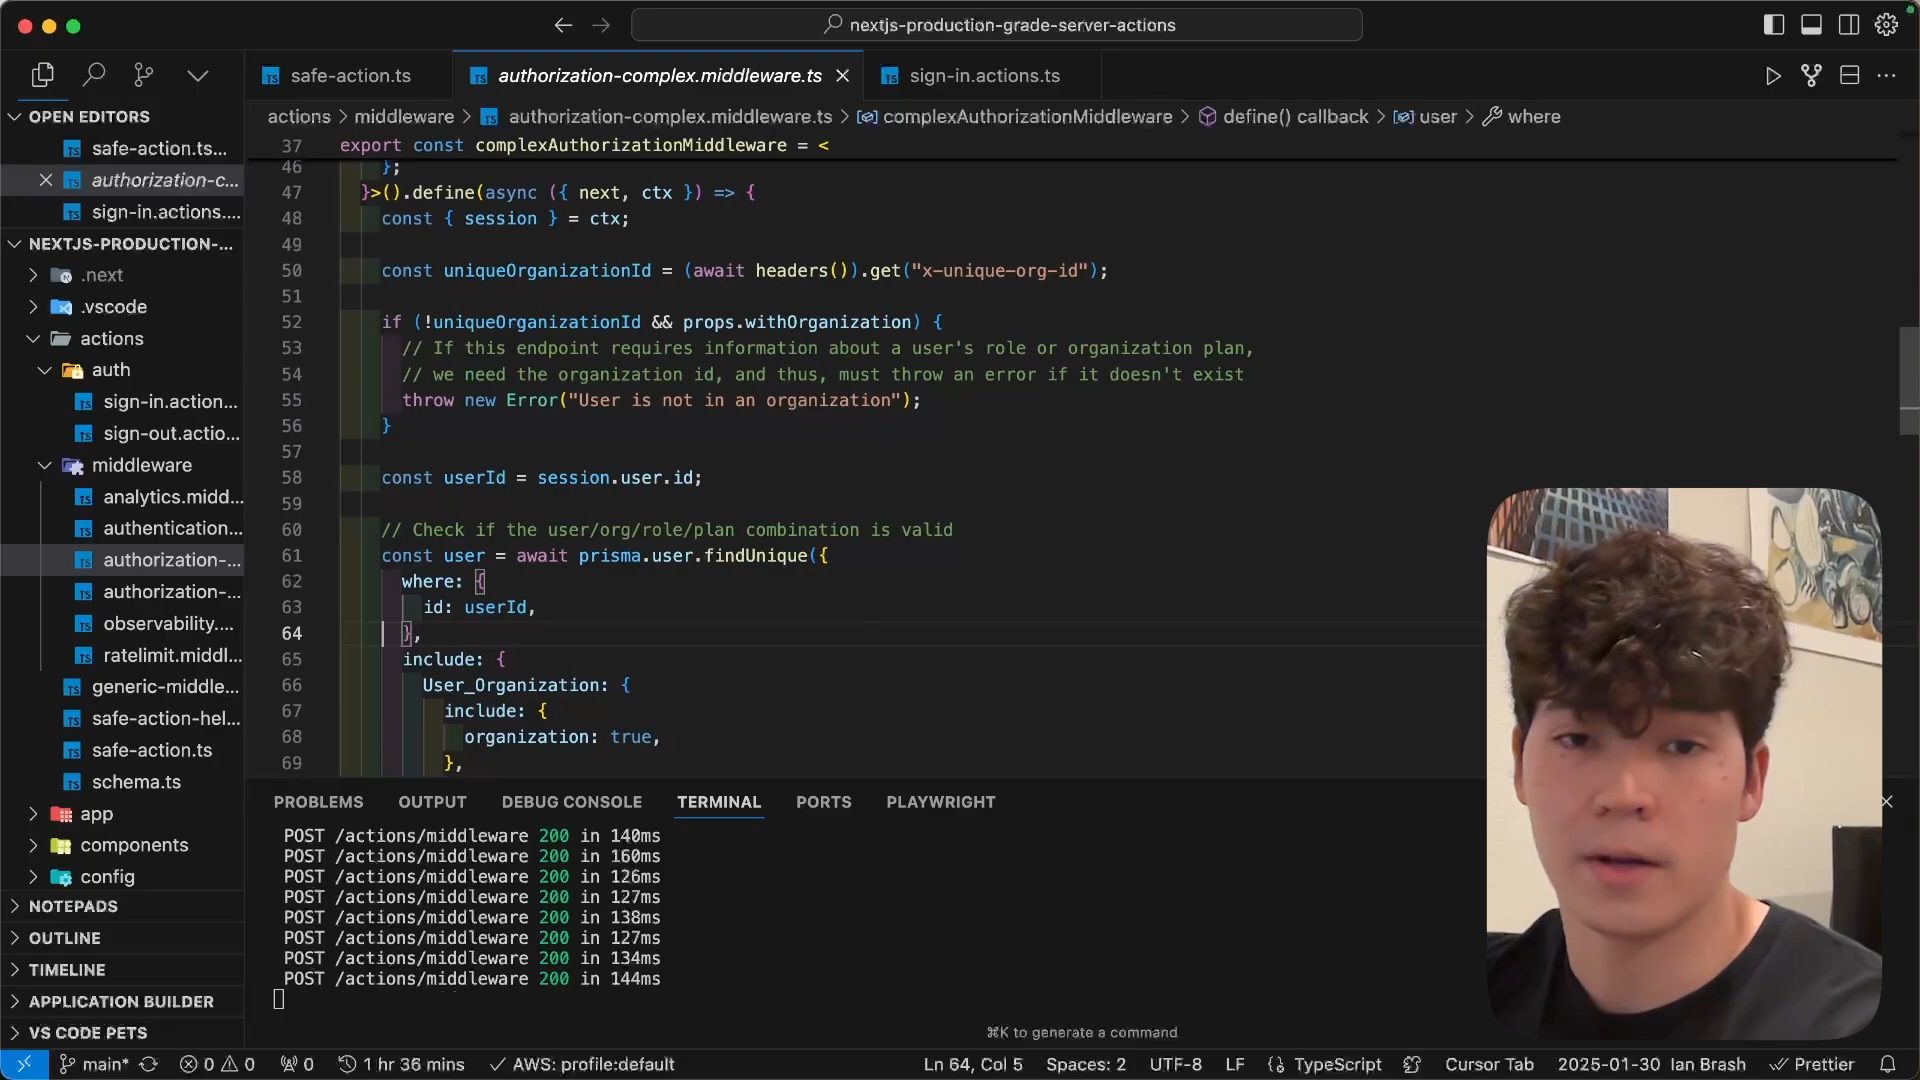 nextjs-production-grade-server-actions
safe-action.ts
authorization-complex.middleware.ts
sign-in.actions.ts
OPEN EDITORS
safe-action.ts...
authorization-c...
sign-in.actions....
NEXTJS-PRODUCTION-...
.next
.vscode
actions
auth
sign-in.action...
sign-out.actio...
middleware
analytics.midd...
authentication...
authorization-...
authorization-...
observability....
ratelimit.middl...
generic-middle...
safe-action-hel...
safe-action.ts
schema.ts
app
components
config
NOTEPADS
OUTLINE
TIMELINE
APPLICATION BUILDER
VS CODE PETS
actions > middleware > TS authorization-complex.middleware.ts > complexAuthorizationMiddleware > define() callback > user > where
37 export const complexAuthorizationMiddleware = <
46 };
47 }>().define(async ({ next, ctx }) => {
48 const { session } = ctx;
49
50 const uniqueOrganizationId = (await headers()).get("x-unique-org-id");
51
52 if (!uniqueOrganizationId && props.withOrganization) {
53 // If this endpoint requires information about a user's role or organization plan,
54 // we need the organization id, and thus, must throw an error if it doesn't exist
55 throw new Error("User is not in an organization");
56 }
57
58 const userId = session.user.id;
59
60 // Check if the user/org/role/plan combination is valid
61 const user = await prisma.user.findUnique({
62 where: {
63 id: userId,
64 },
65 include: {
66 User_Organization: {
67 include: {
68 organization: true,
69 },
PROBLEMS OUTPUT DEBUG CONSOLE TERMINAL PORTS PLAYWRIGHT
POST /actions/middleware 200 in 140ms
POST /actions/middleware 200 in 160ms
POST /actions/middleware 200 in 126ms
POST /actions/middleware 200 in 127ms
POST /actions/middleware 200 in 138ms
POST /actions/middleware 200 in 127ms
POST /actions/middleware 200 in 134ms
POST /actions/middleware 200 in 144ms
⌘K to generate a command
main* 0 0 0 1 hr 36 mins AWS: profile:default Ln 64, Col 5 Spaces: 2 UTF-8 LF {} TypeScript Cursor Tab 2025-01-30 Ian Brash Prettier